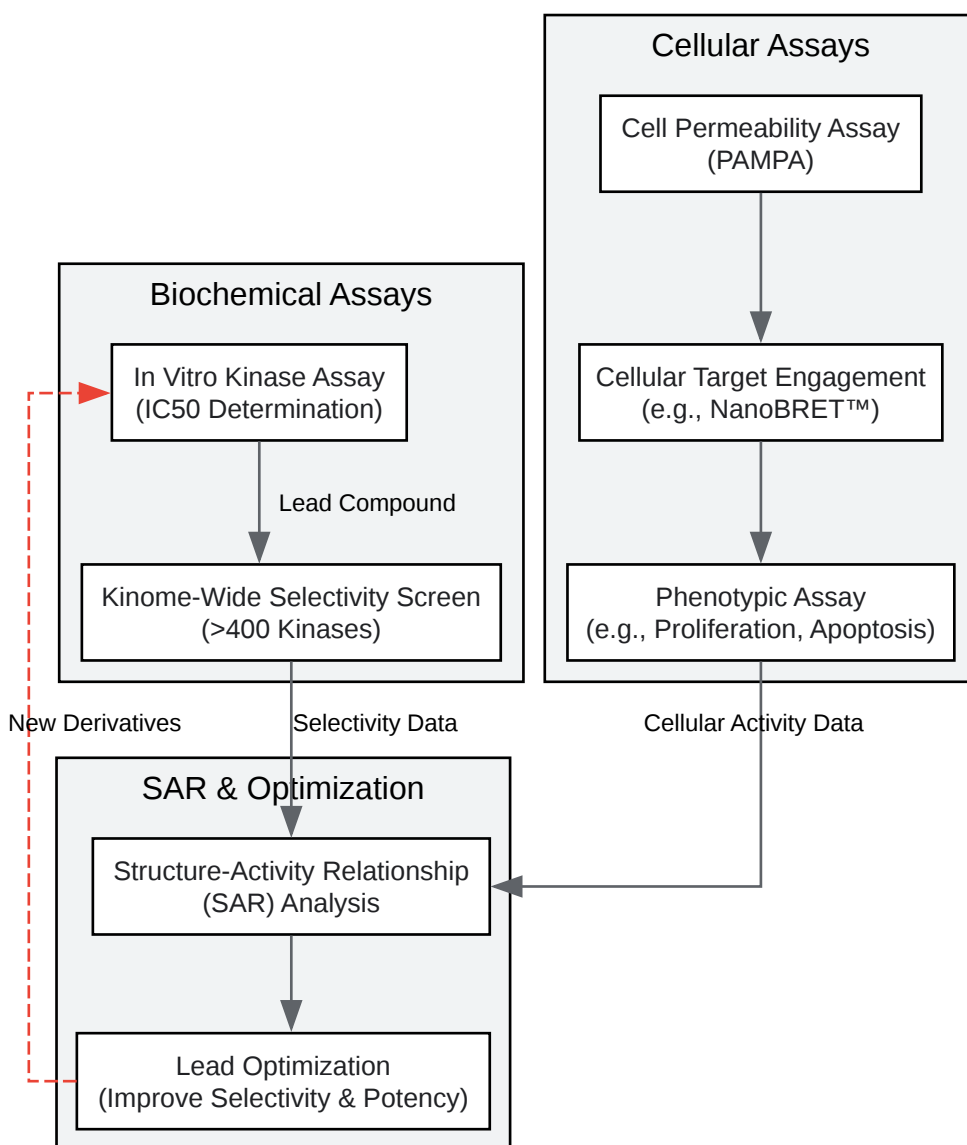 Cellular Assays
Cell Permeability Assay
(PAMPA)
Cellular Target Engagement
(e.g., NanoBRET™)
Phenotypic Assay
(e.g., Proliferation, Apoptosis)
Cellular Activity Data
Biochemical Assays
In Vitro Kinase Assay
(IC50 Determination)
Lead Compound
Kinome-Wide Selectivity Screen
(>400 Kinases)
New Derivatives
Selectivity Data
SAR & Optimization
Structure-Activity Relationship
(SAR) Analysis
Lead Optimization
(Improve Selectivity & Potency)